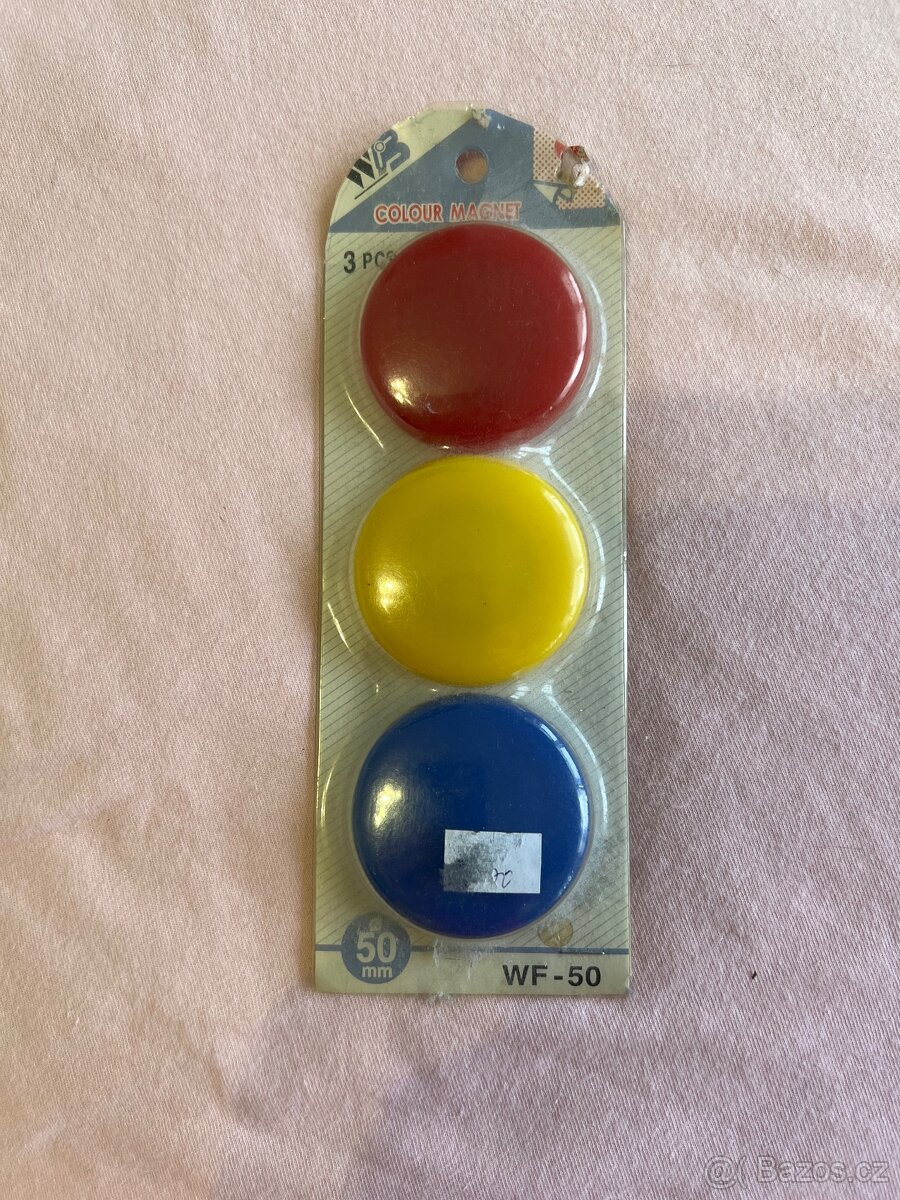 COLOUR MAGNET
3 PCS
50
mm
WF-50
@( Bazos.cz